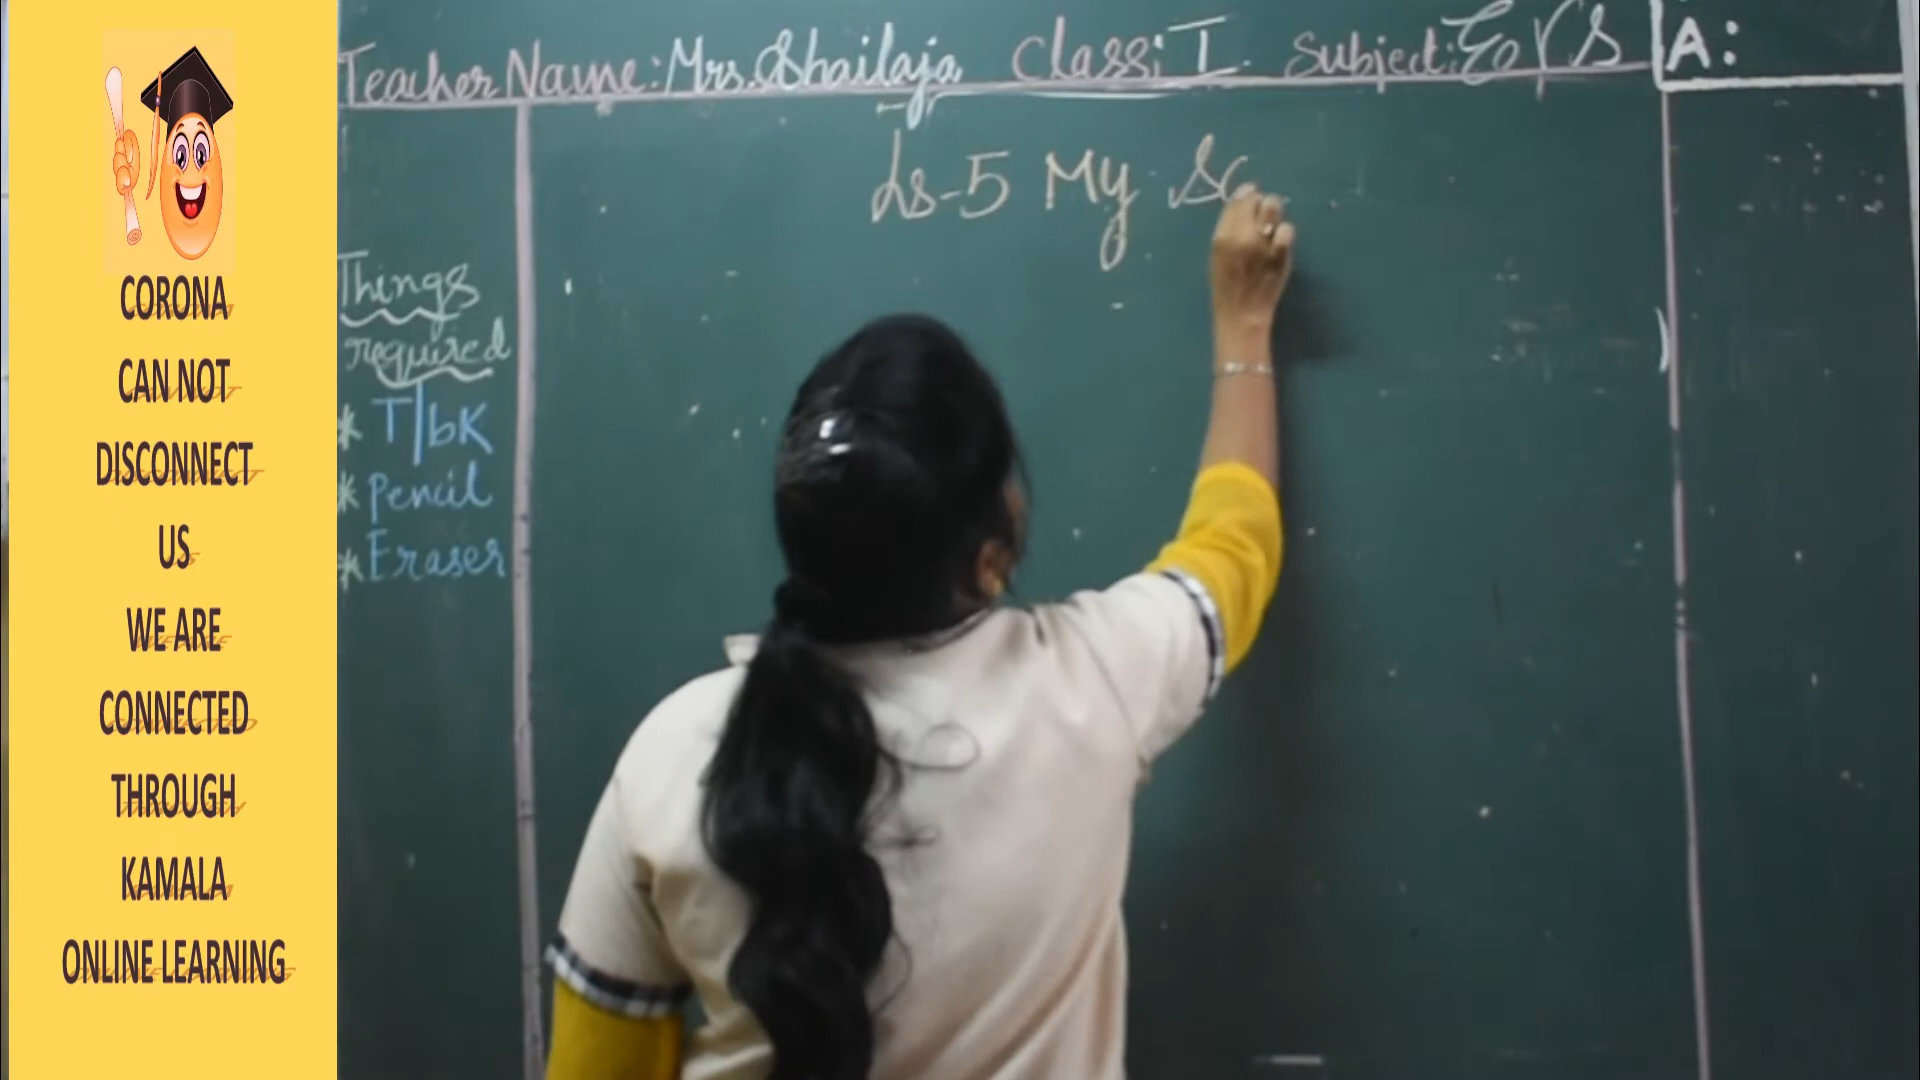 CORONA
CAN NOT
DISCONNECT
US
WE ARE
CONNECTED
THROUGH
KAMALA
ONLINE LEARNING
Teacher Name: Mrs. Shailaja Class: I. Subject: EVS A:
Ls-5 My Sc
Things
required
* T/bK
* Pencil
* Eraser